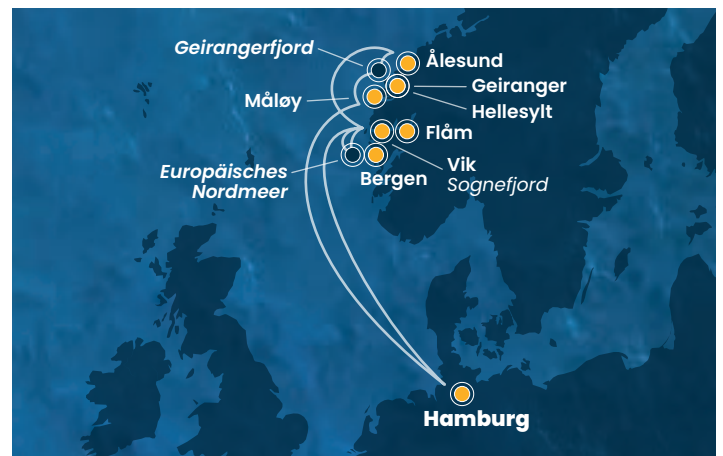 Geirangerfjord
Ålesund
Geiranger
Måløy
Hellesylt
Flåm
Europäisches
Nordmeer
Vik
Bergen
Sognefjord
Hamburg